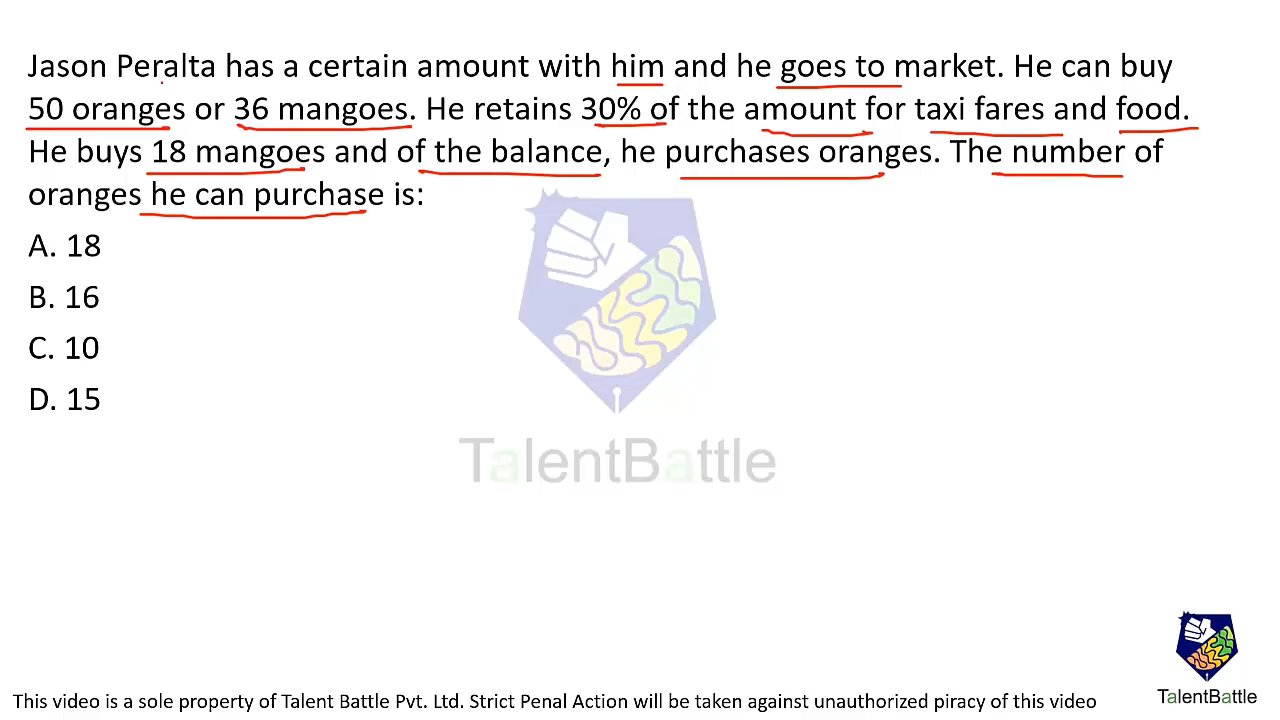 Jason Peralta has a certain amount with him and he goes to market. He can buy
50 oranges or 36 mangoes. He retains 30% of the amount for taxi fares and food.
He buys 18 mangoes and of the balance, he purchases oranges. The number of
oranges he can purchase is:
A. 18
B. 16
C. 10
D. 15
TalentBattle
TalentBattle
This video is a sole property of Talent Battle Pvt. Ltd. Strict Penal Action will be taken against unauthorized piracy of this video